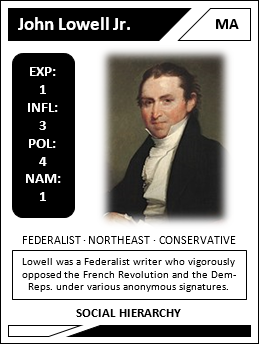 John Lowell Jr.
MA
EXP:
1
INFL:
3
POL:
4
NAM:
1
FEDERALIST · NORTHEAST · CONSERVATIVE
Lowell was a Federalist writer who vigorously
opposed the French Revolution and the Dem-
Reps. under various anonymous signatures.
SOCIAL HIERARCHY